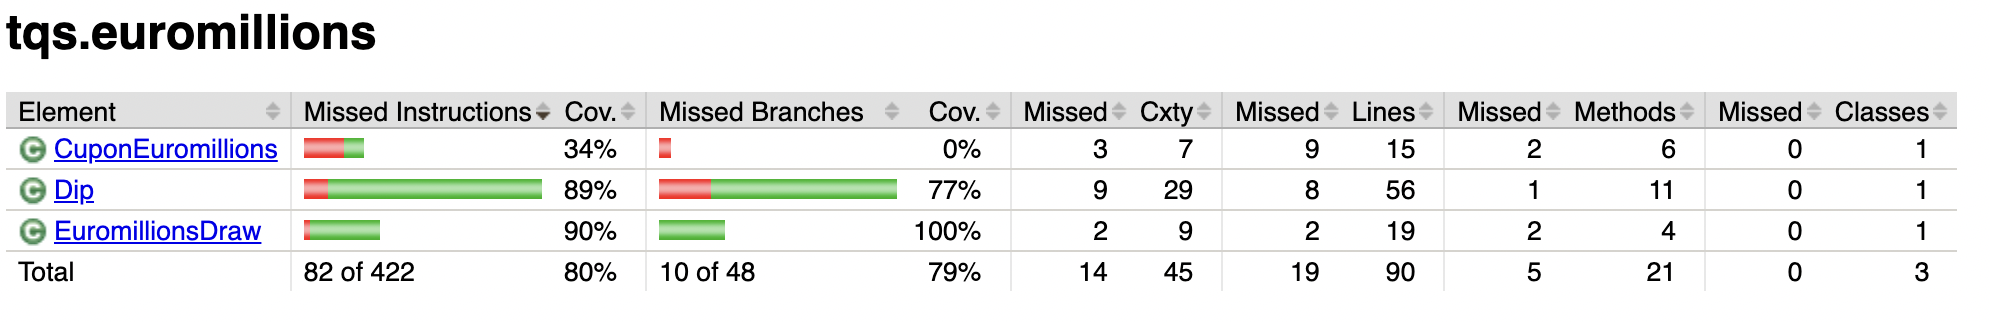 tqs.euromillions
Element Missed Instructions Cov. Missed Branches Cov. Missed Cxty Missed Lines Missed Methods Missed Classes
C CuponEuromillions 34% 0% 3 7 9 15 2 6 0 1
C Dip 89% 77% 9 29 8 56 1 11 0 1
C EuromillionsDraw 90% 100% 2 9 2 19 2 4 0 1
Total 82 of 422 80% 10 of 48 79% 14 45 19 90 5 21 0 3